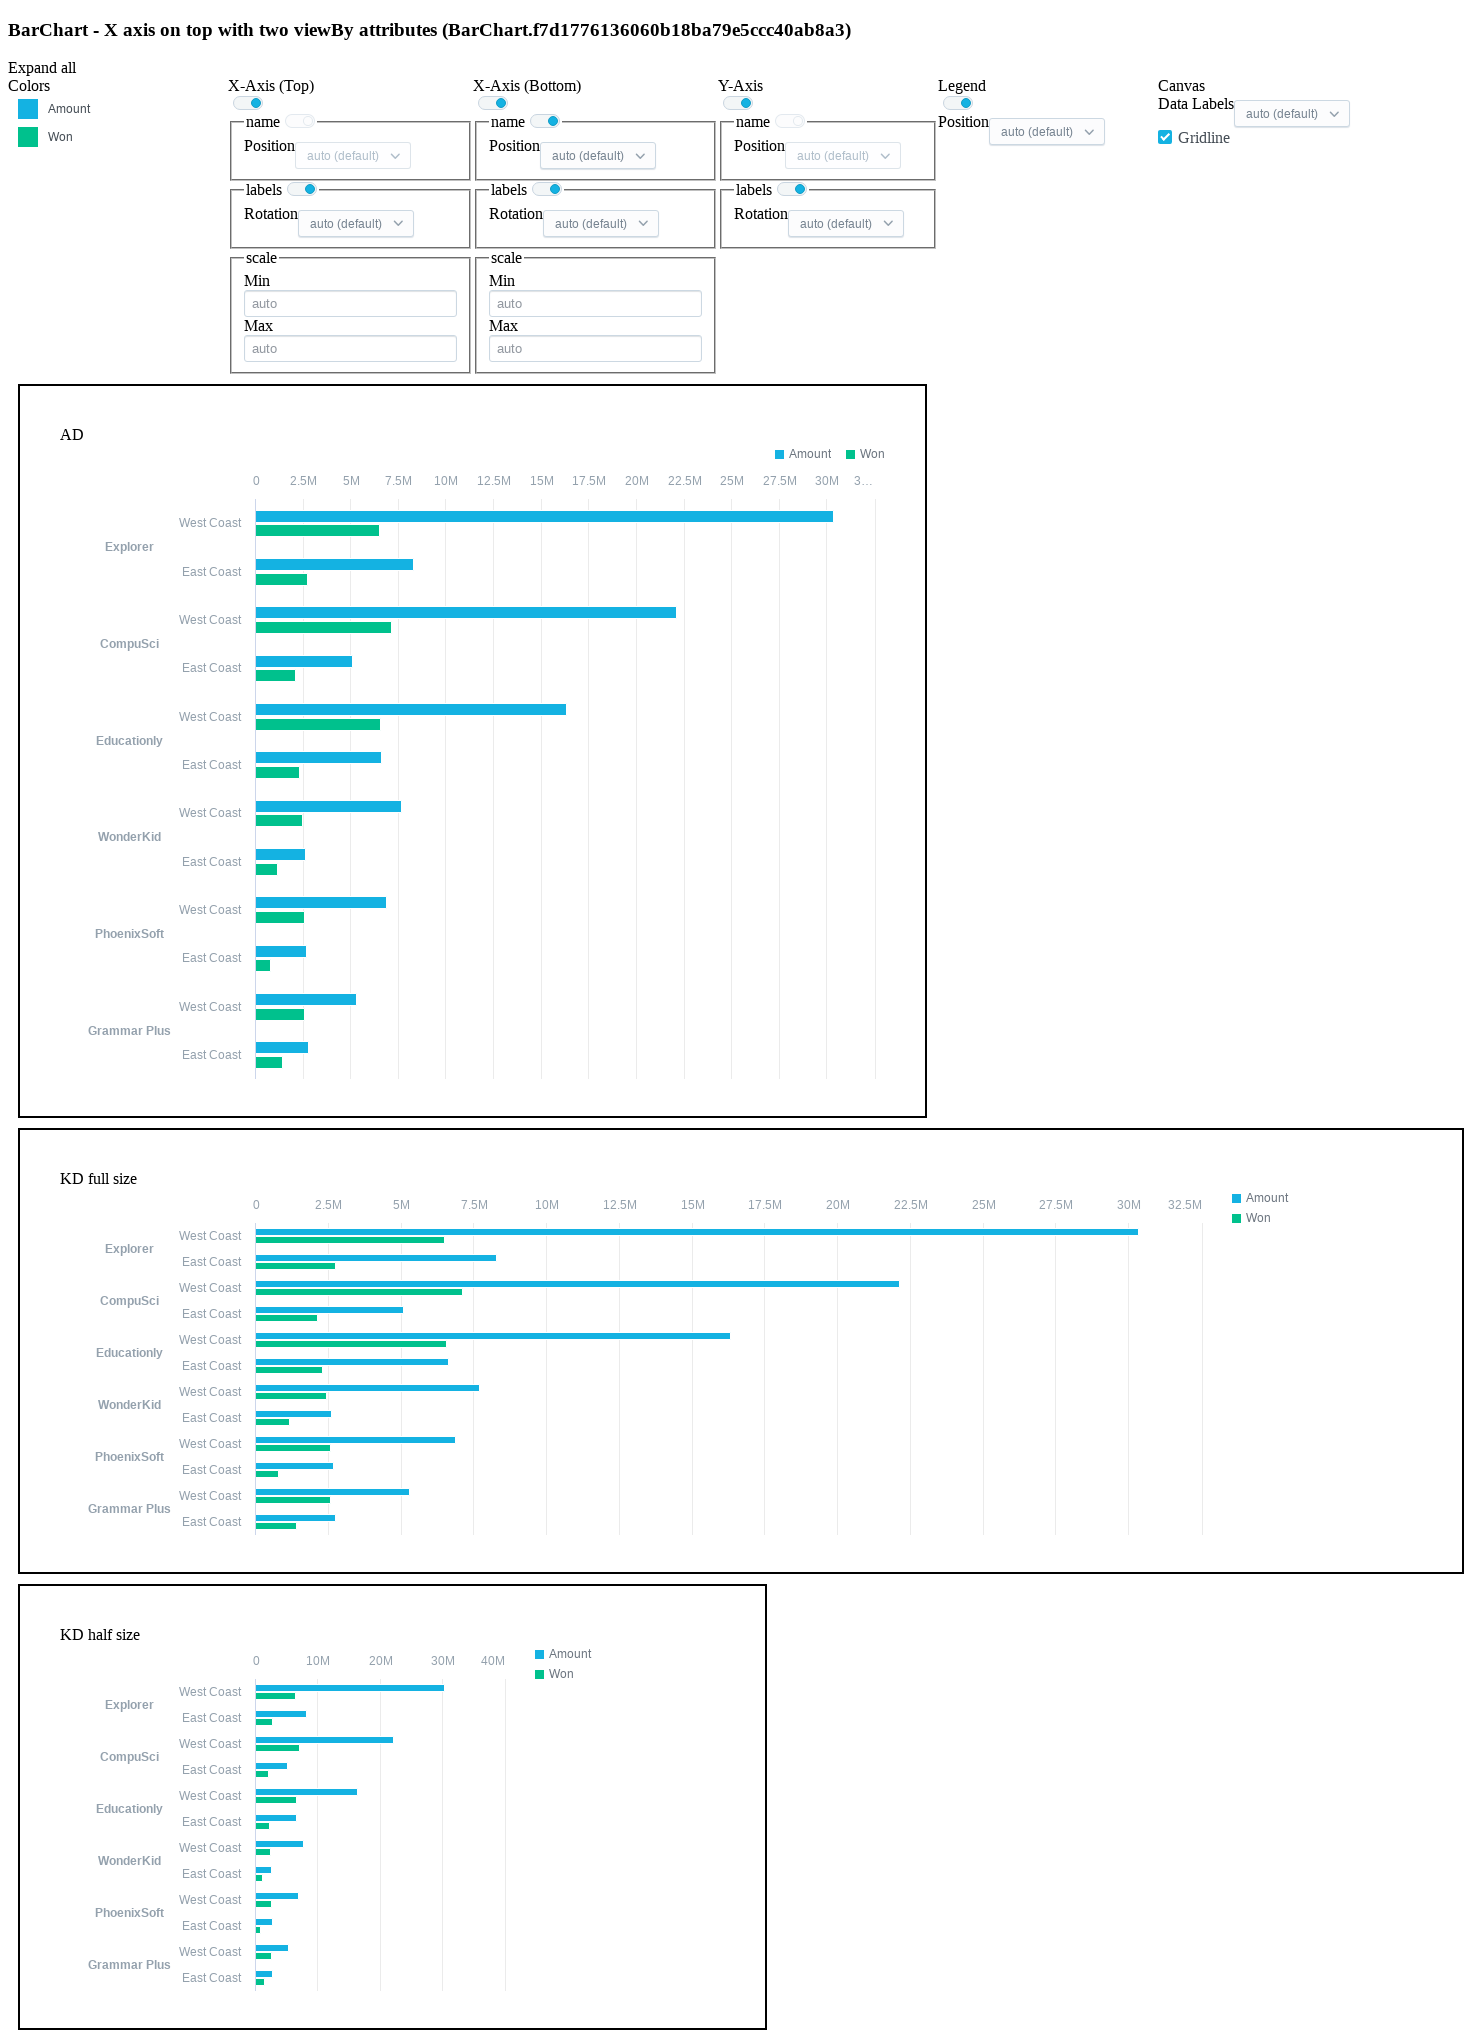 BarChart - X axis on top with two viewBy attributes (BarChart.f7d1776136060b18ba79e5ccc40ab8a3)
Expand all
Colors
Amount
Won
X-Axis (Top)
name
Position auto (default)
labels
Rotation auto (default)
scale
Min
auto
Max
auto
X-Axis (Bottom)
name
Position auto (default)
labels
Rotation auto (default)
scale
Min
auto
Max
auto
Y-Axis
name
Position auto (default)
labels
Rotation auto (default)
Legend
Position auto (default)
Canvas
Data Labels auto (default)
Gridline
AD
Amount Won
0 2.5M 5M 7.5M 10M 12.5M 15M 17.5M 20M 22.5M 25M 27.5M 30M 3…
West Coast
Explorer
East Coast
West Coast
CompuSci
East Coast
West Coast
Educationly
East Coast
West Coast
WonderKid
East Coast
West Coast
PhoenixSoft
East Coast
West Coast
Grammar Plus
East Coast
KD full size
Amount
Won
0 2.5M 5M 7.5M 10M 12.5M 15M 17.5M 20M 22.5M 25M 27.5M 30M 32.5M
West Coast
Explorer
East Coast
West Coast
CompuSci
East Coast
West Coast
Educationly
East Coast
West Coast
WonderKid
East Coast
West Coast
PhoenixSoft
East Coast
West Coast
Grammar Plus
East Coast
KD half size
Amount
Won
0 10M 20M 30M 40M
West Coast
Explorer
East Coast
West Coast
CompuSci
East Coast
West Coast
Educationly
East Coast
West Coast
WonderKid
East Coast
West Coast
PhoenixSoft
East Coast
West Coast
Grammar Plus
East Coast